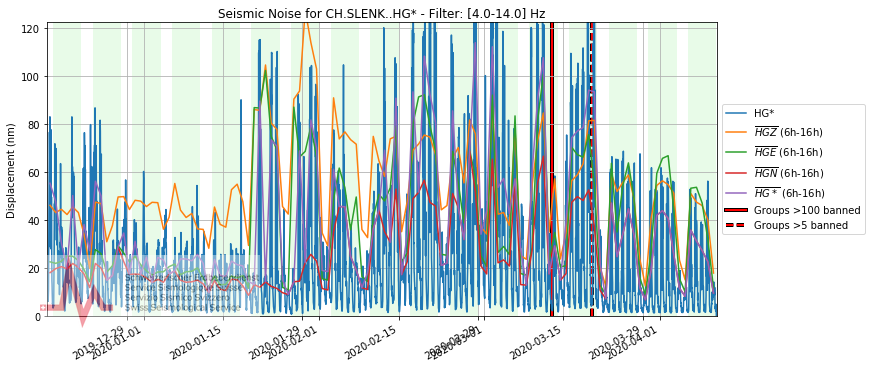 Seismic Noise for CH.SLENK..HG* - Filter: [4.0-14.0] Hz
Displacement (nm)
120
100
80
60
40
20
0
2019-12-29
2020-01-01
2020-01-15
2020-01-29
2020-02-01
2020-02-15
2020-03-01
2020-03-15
2020-03-29
2020-04-01
HG*
HGZ (6h-16h)
HGE (6h-16h)
HGN (6h-16h)
HG* (6h-16h)
Groups >100 banned
Groups >5 banned
Schweizerischer Erdbebendienst
Service Sismologique Suisse
Servizio Sismico Svizzero
Swiss Seismological Service